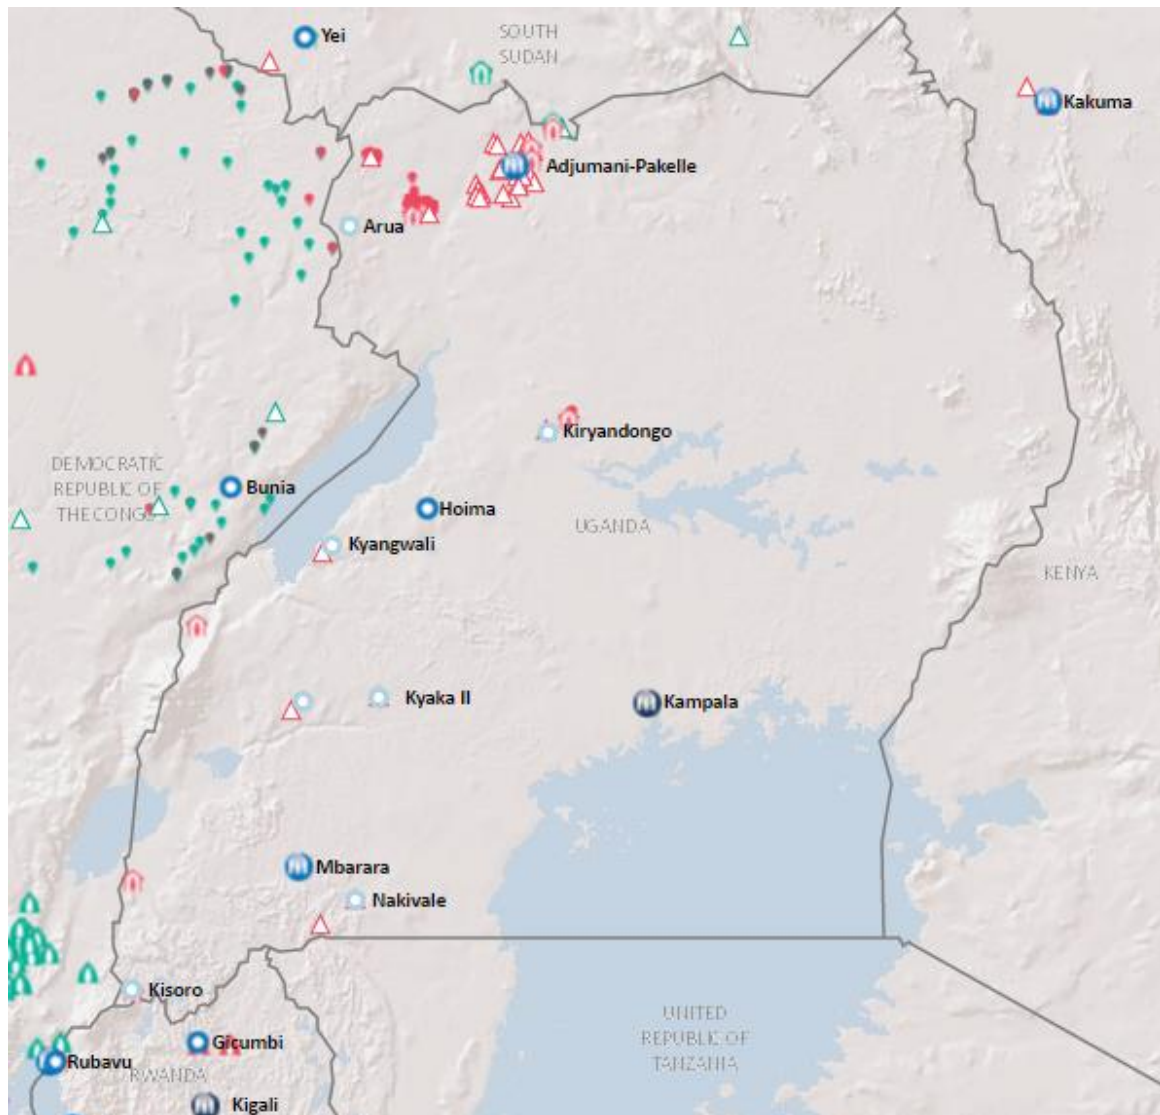 Yei
SOUTH
SUDAN
Kakuma
Adjumani-Pakelle
Arua
Kiryandongo
DEMOCRATIC
REPUBLIC OF
THE CONGO
Bunia
Hoima
UGANDA
Kyangwali
KENYA
Kyaka II
Kampala
Mbarara
Nakivale
Kisoro
UNITED
REPUBLIC OF
TANZANIA
Gicumbi
Rubavu
RWANDA
Kigali